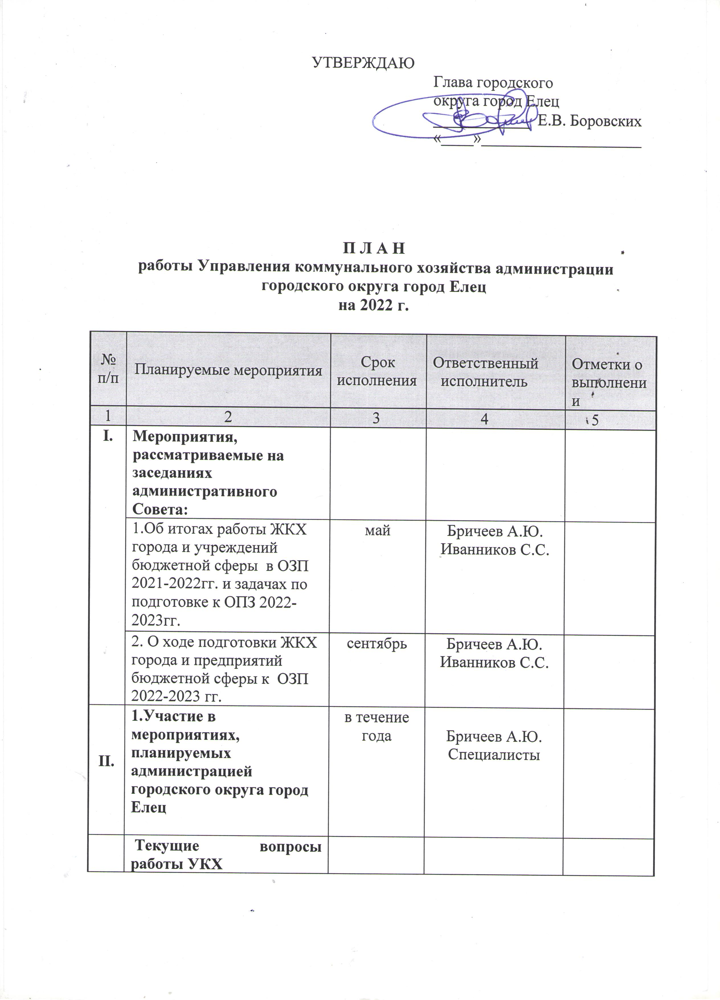 УТВЕРЖДАЮ
Глава городского
округа город Елец
____________ Е.В. Боровских
«____»____________________
П Л А Н
работы Управления коммунального хозяйства администрации
городского округа город Елец
на 2022 г.
№
п/п
Планируемые мероприятия
Срок
исполнения
Ответственный
исполнитель
Отметки о
выполнени
и
1
2
3
4
5
I.
Мероприятия,
рассматриваемые на
заседаниях
административного
Совета:
1.Об итогах работы ЖКХ
города и учреждений
бюджетной сферы в ОЗП
2021-2022гг. и задачах по
подготовке к ОПЗ 2022-
2023гг.
май
Бричеев А.Ю.
Иванников С.С.
2. О ходе подготовки ЖКХ
города и предприятий
бюджетной сферы к ОЗП
2022-2023 гг.
сентябрь
Бричеев А.Ю.
Иванников С.С.
II.
1.Участие в
мероприятиях,
планируемых
администрацией
городского округа город
Елец
в течение
года
Бричеев А.Ю.
Специалисты
Текущие вопросы
работы УКХ